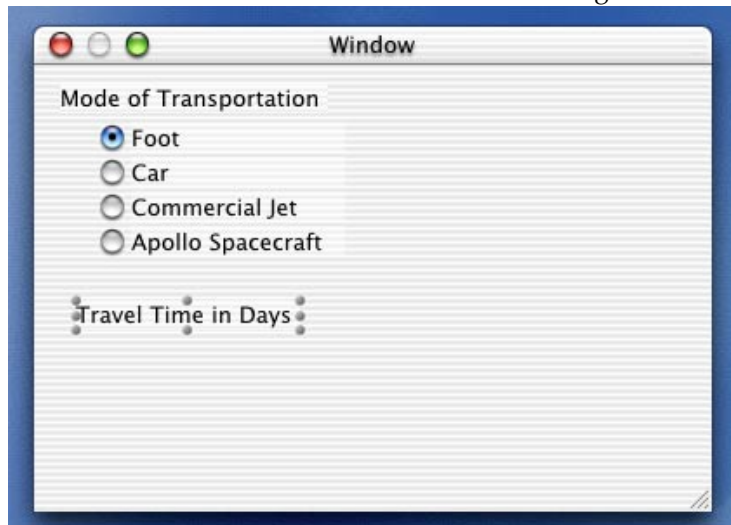 Window
Mode of Transportation
Foot
Car
Commercial Jet
Apollo Spacecraft
Travel Time in Days